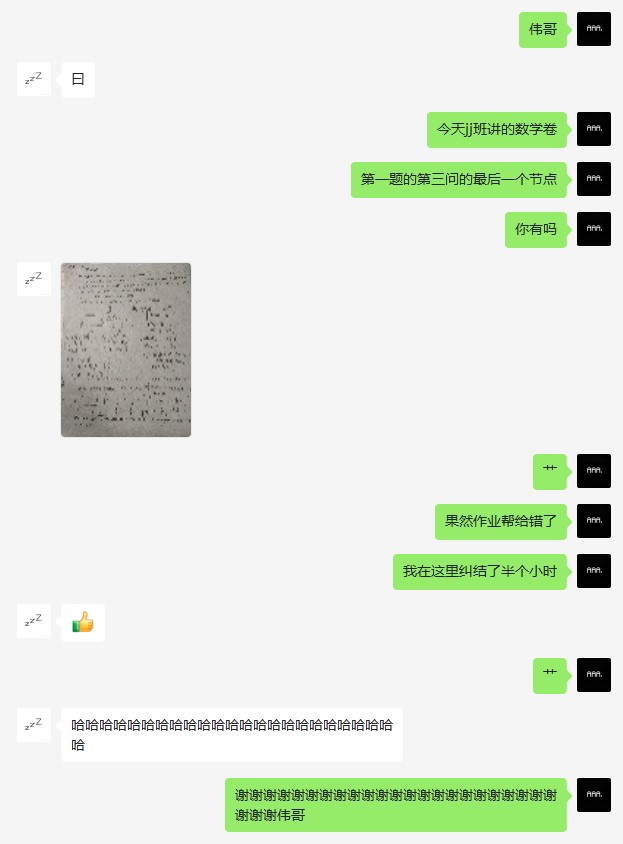 伟哥
曰
今天jj班讲的数学卷
第一题的第三问的最后一个节点
你有吗
艹
果然作业帮给错了
我在这里纠结了半个小时
艹
哈哈哈哈哈哈哈哈哈哈哈哈哈哈哈哈哈哈哈哈哈哈哈
哈
谢谢谢谢谢谢谢谢谢谢谢谢谢谢谢谢谢谢谢谢谢谢谢
谢谢谢伟哥